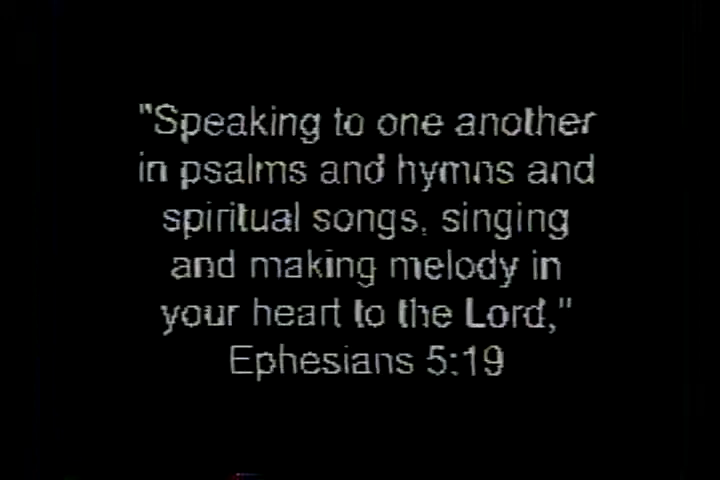 "Speaking to one another
in psalms and hymns and
spiritual songs, singing
and making melody in
your heart to the Lord,"
Ephesians 5:19